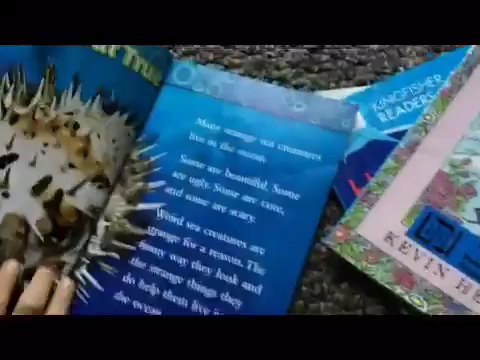 True
Many strange sea creatures
live in the ocean.
Some are beautiful. Some
are ugly. Some are cute,
and some are scary.
Weird sea creatures are
strange for a reason. The
funny way they look and
the strange things they
do help them live in
the ocean.
KINGFISHER
READERS
KEVIN HE